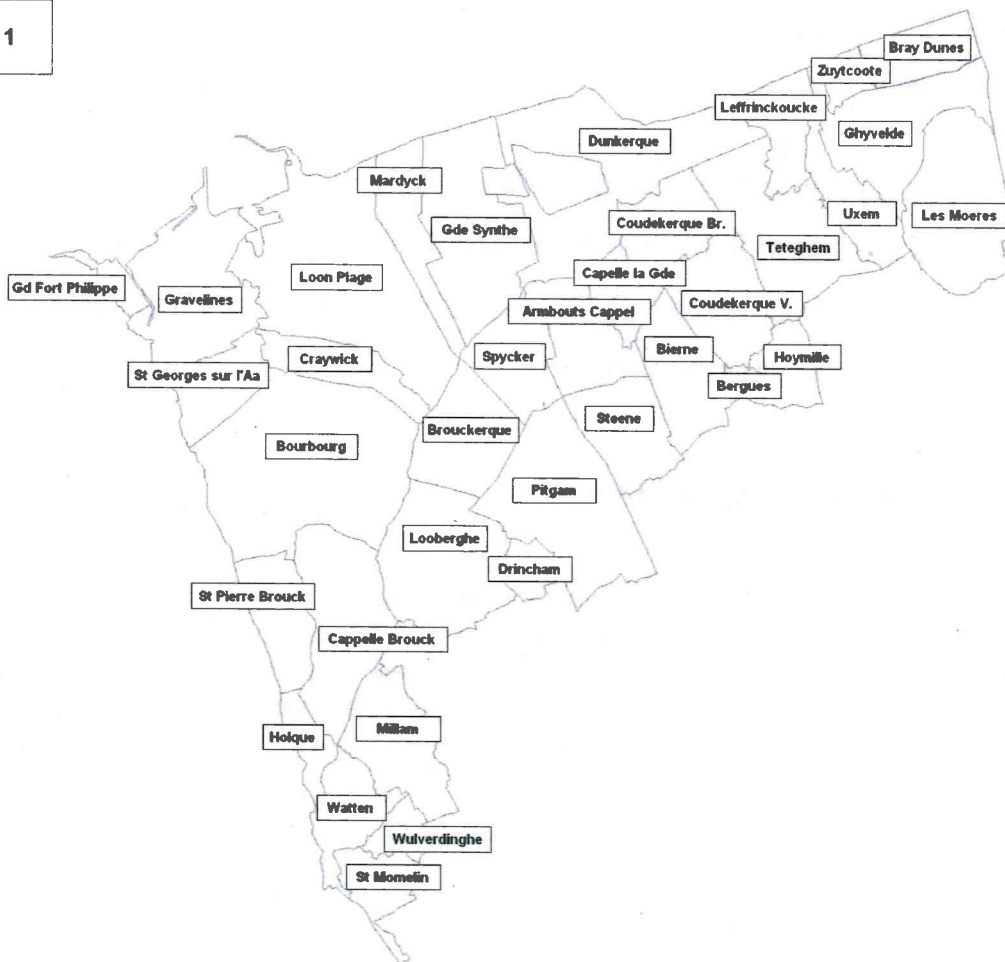 1
Bray Dunes
Zuytcoote
Leffrinckoucke
Ghyvelde
Dunkerque
Mardyck
Uxem
Les Moeres
Coudekerque Br.
Gde Synthe
Teteghem
Capelle la Gde
Loon Plage
Gd Fort Philippe
Gravelines
Coudekerque V.
Armbouts Cappel
Bierne
Hoymille
Craywick
Spycker
St Georges sur l'Aa
Bergues
Steene
Brouckerque
Bourbourg
Pitgam
Looberghe
Drincham
St Pierre Brouck
Cappelle Brouck
Millam
Holque
Watten
Wulverdinghe
St Momelin